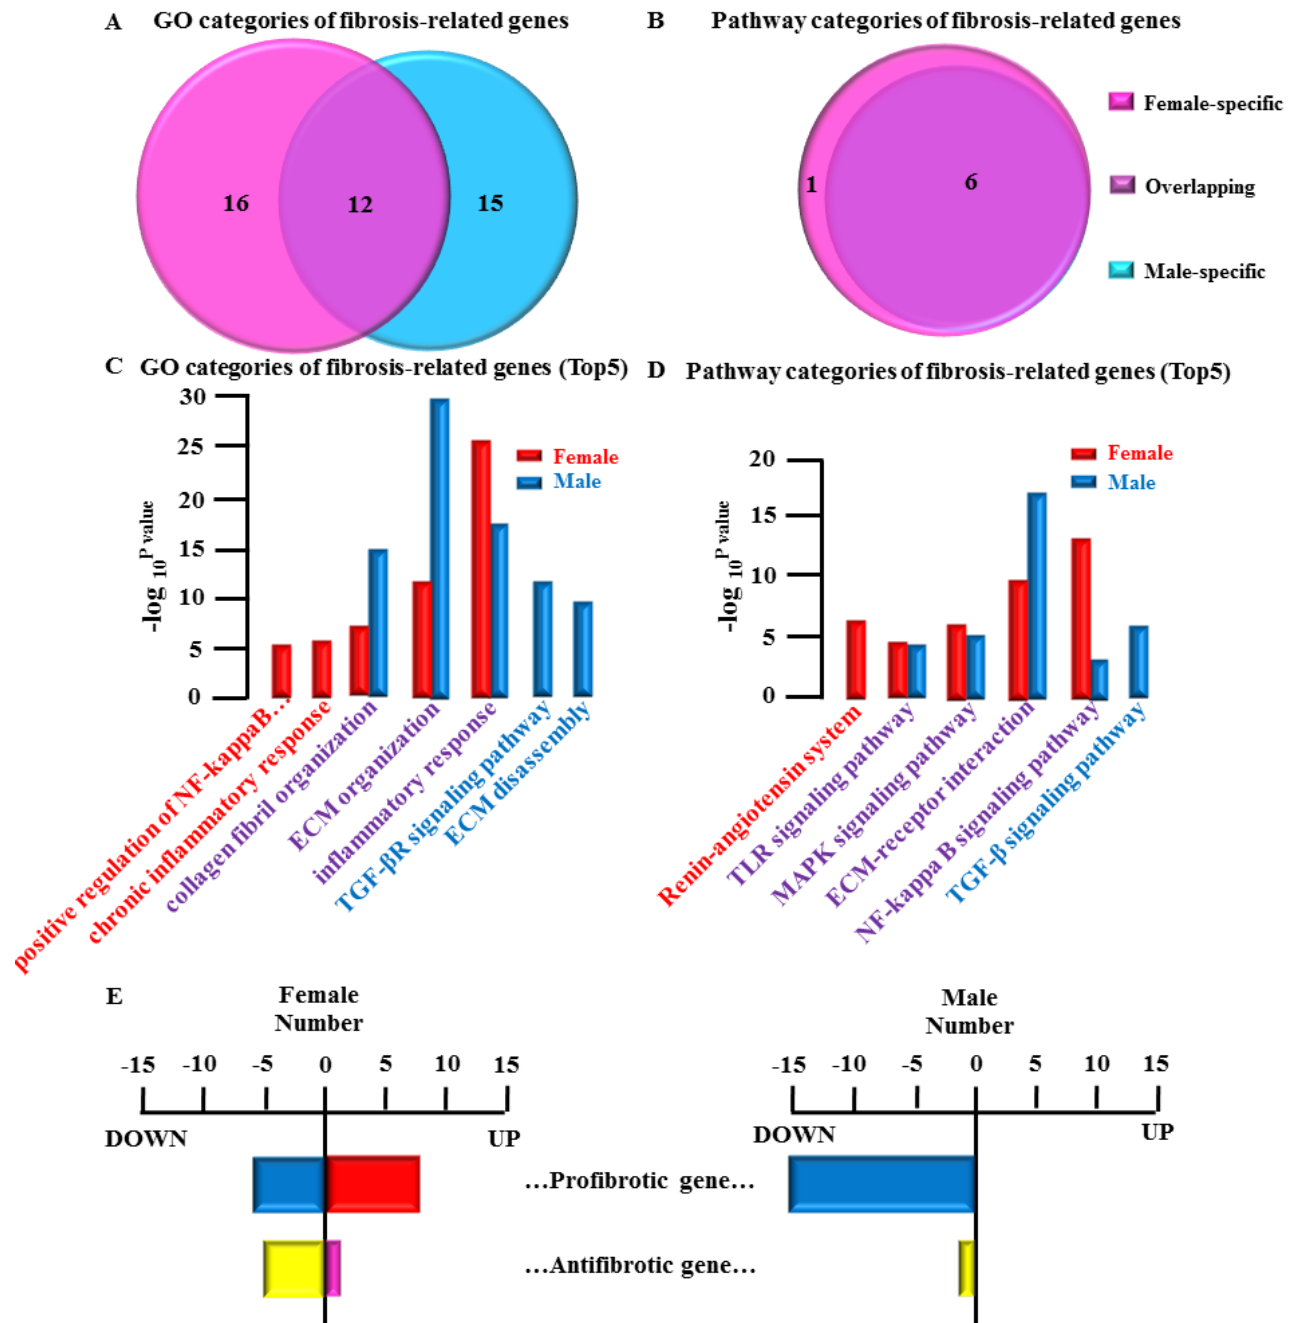 A GO categories of fibrosis-related genes
16
12
15
B Pathway categories of fibrosis-related genes
1
6
Female-specific
Overlapping
Male-specific
C GO categories of fibrosis-related genes (Top5)
30
25
20
15
10
5
0
-log 10 P value
Female
Male
positive regulation of NF-kappaB…
chronic inflammatory response
collagen fibril organization
ECM organization
inflammatory response
TGF-βR signaling pathway
ECM disassembly
D Pathway categories of fibrosis-related genes (Top5)
20
15
10
5
0
-log 10 P value
Female
Male
Renin-angiotensin system
TLR signaling pathway
MAPK signaling pathway
ECM-receptor interaction
NF-kappa B signaling pathway
TGF-β signaling pathway
E
Female
Number
-15 -10 -5 0 5 10 15
DOWN UP
Male
Number
-15 -10 -5 0 5 10 15
DOWN UP
…Profibrotic gene…
…Antifibrotic gene…